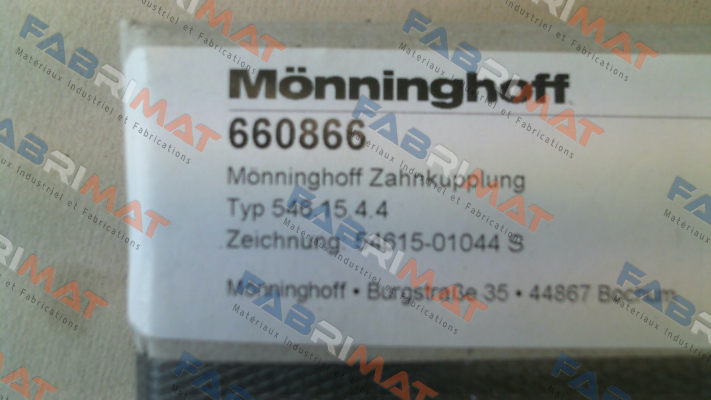 Mönninghoff
660866
Mönninghoff Zahnkupplung
Typ 546.15.4.4
Zeichnung 54615-01044 S
Mönninghoff • Burgstraße 35 • 44867 Bochum
FABRIMAT
Matériaux Industriel et Fabrications